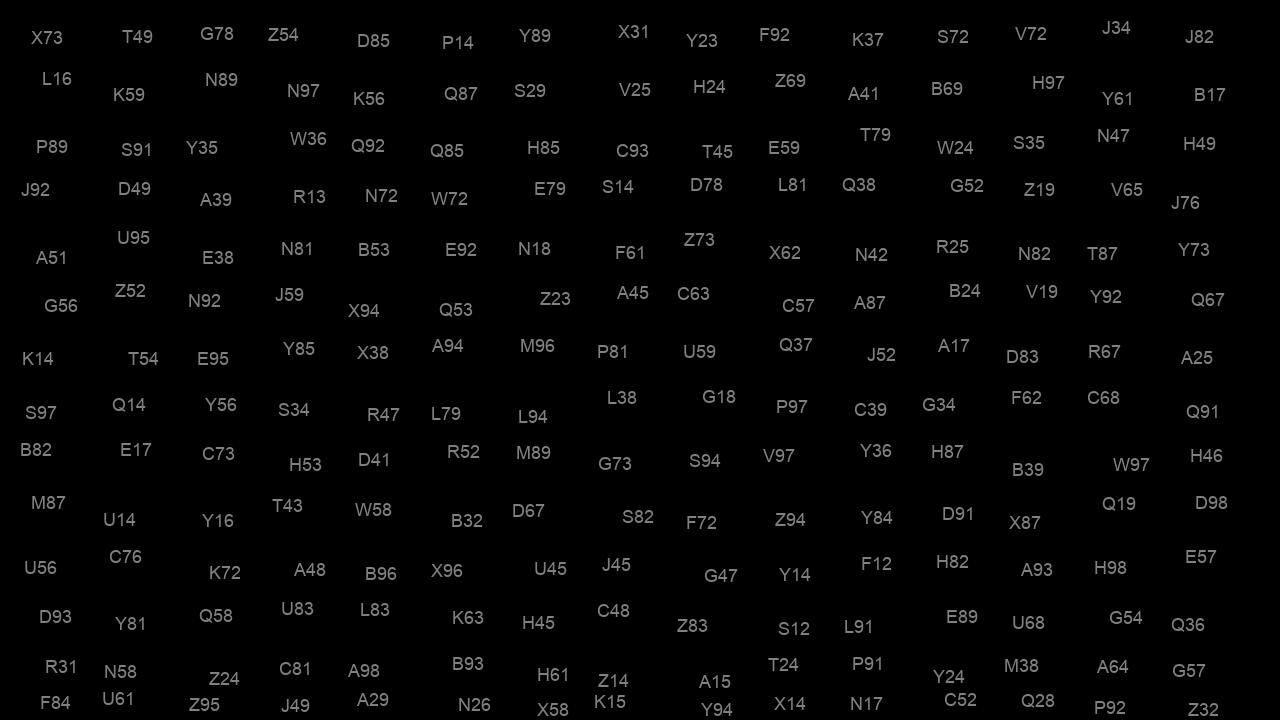 X73 T49 G78 Z54 D85 P14 Y89 X31 Y23 F92 K37 S72 V72 J34 J82
L16 K59 N89 N97 K56 Q87 S29 V25 H24 Z69 A41 B69 H97 Y61 B17
P89 S91 Y35 W36 Q92 Q85 H85 C93 T45 E59 T79 W24 S35 N47 H49
J92 D49 A39 R13 N72 W72 E79 S14 D78 L81 Q38 G52 Z19 V65 J76
A51 U95 E38 N81 B53 E92 N18 F61 Z73 X62 N42 R25 N82 T87 Y73
G56 Z52 N92 J59 X94 Q53 Z23 A45 C63 C57 A87 B24 V19 Y92 Q67
K14 T54 E95 Y85 X38 A94 M96 P81 U59 Q37 J52 A17 D83 R67 A25
S97 Q14 Y56 S34 R47 L79 L94 L38 G18 P97 C39 G34 F62 C68 Q91
B82 E17 C73 H53 D41 R52 M89 G73 S94 V97 Y36 H87 B39 W97 H46
M87 U14 Y16 T43 W58 B32 D67 S82 F72 Z94 Y84 D91 X87 Q19 D98
U56 C76 K72 A48 B96 X96 U45 J45 G47 Y14 F12 H82 A93 H98 E57
D93 Y81 Q58 U83 L83 K63 H45 C48 Z83 S12 L91 E89 U68 G54 Q36
R31 N58 Z24 C81 A98 B93 H61 Z14 A15 T24 P91 Y24 M38 A64 G57
F84 U61 Z95 J49 A29 N26 X58 K15 Y94 X14 N17 C52 Q28 P92 Z32